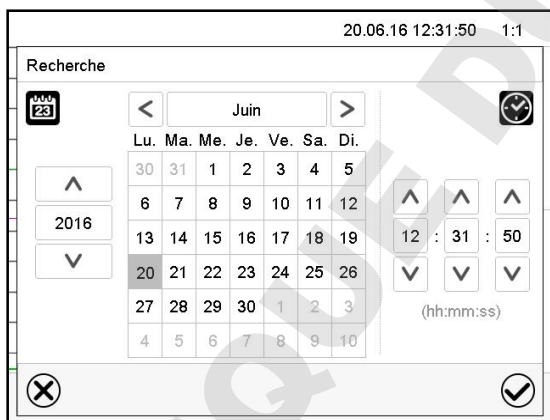 20.06.16 12:31:50 1:1
Recherche
23
< Juin >
Lu. Ma. Me. Je. Ve. Sa. Di.
30 31 1 2 3 4 5
6 7 8 9 10 11 12
13 14 15 16 17 18 19
20 21 22 23 24 25 26
27 28 29 30 1 2 3
4 5 6 7 8 9 10
2016
12 : 31 : 50
(hh:mm:ss)